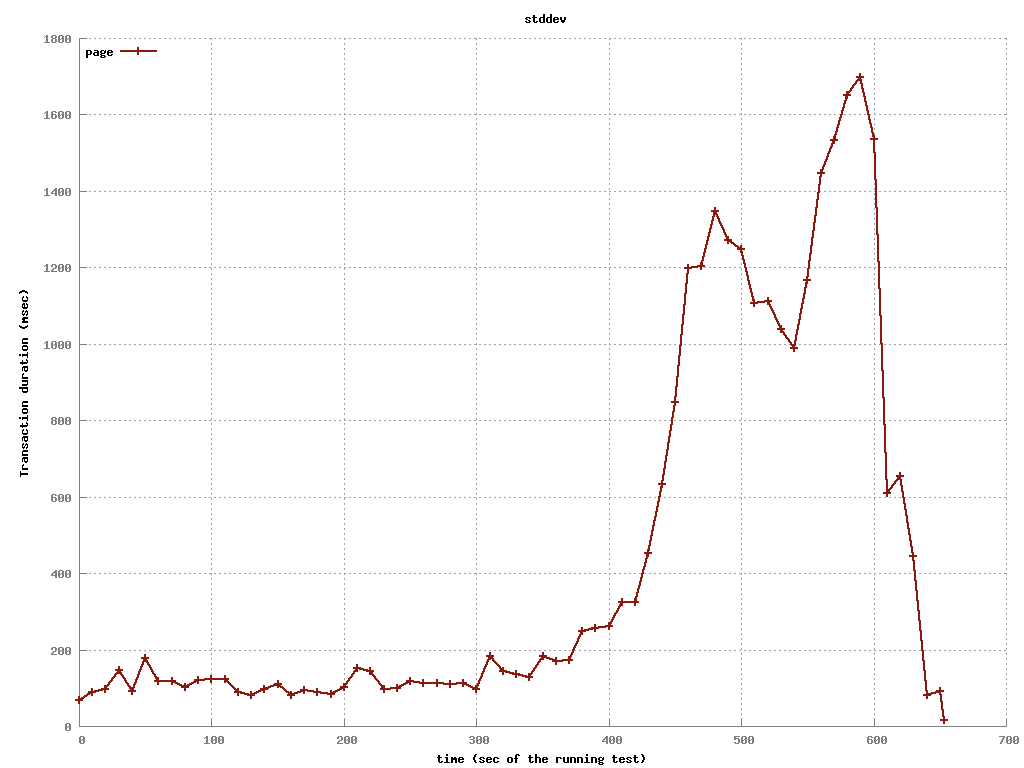 stddev
page
1800
1600
1400
1200
1000
800
600
400
200
0
Transaction duration (msec)
0 100 200 300 400 500 600 700
time (sec of the running test)